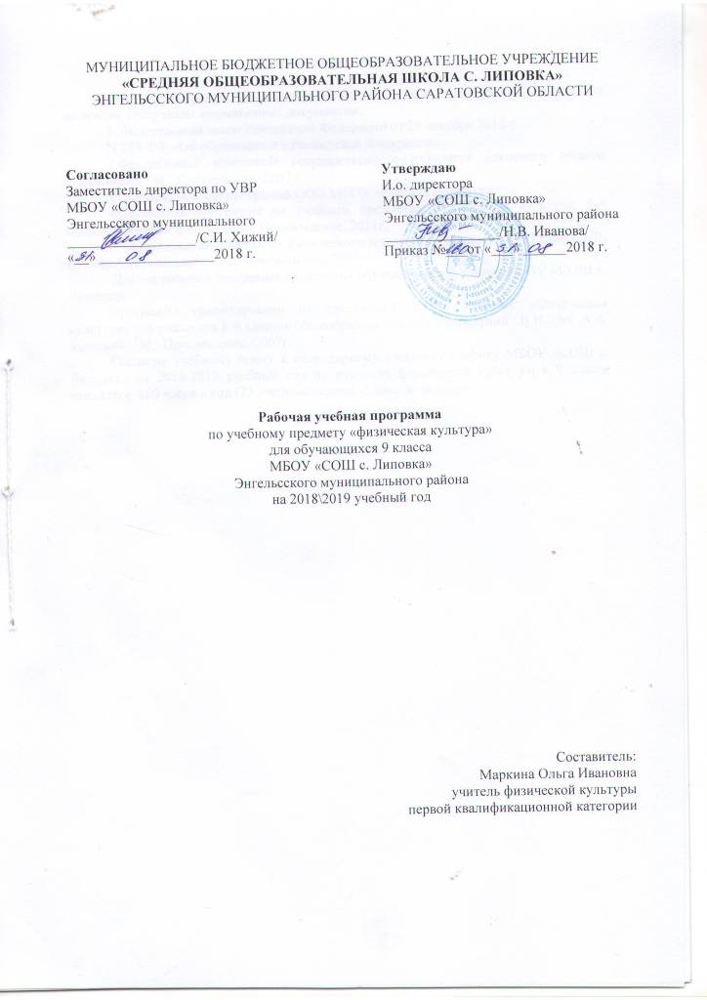 МУНИЦИПАЛЬНОЕ БЮДЖЕТНОЕ ОБЩЕОБРАЗОВАТЕЛЬНОЕ УЧРЕЖДЕНИЕ
«СРЕДНЯЯ ОБЩЕОБРАЗОВАТЕЛЬНАЯ ШКОЛА С. ЛИПОВКА»
ЭНГЕЛЬССКОГО МУНИЦИПАЛЬНОГО РАЙОНА САРАТОВСКОЙ ОБЛАСТИ
Согласовано
Заместитель директора по УВР
МБОУ «СОШ с. Липовка»
Энгельсского муниципального
/С.И. Хижий/
«31» 08 2018 г.
Утверждаю
И.о. директора
МБОУ «СОШ с. Липовка»
Энгельсского муниципального района
/Н.В. Иванова/
Приказ № от «31» 08 2018 г.
Рабочая учебная программа
по учебному предмету «физическая культура»
для обучающихся 9 класса
МБОУ «СОШ с. Липовка»
Энгельсского муниципального района
на 2018\2019 учебный год
Составитель:
Маркина Ольга Ивановна
учитель физической культуры
первой квалификационной категории